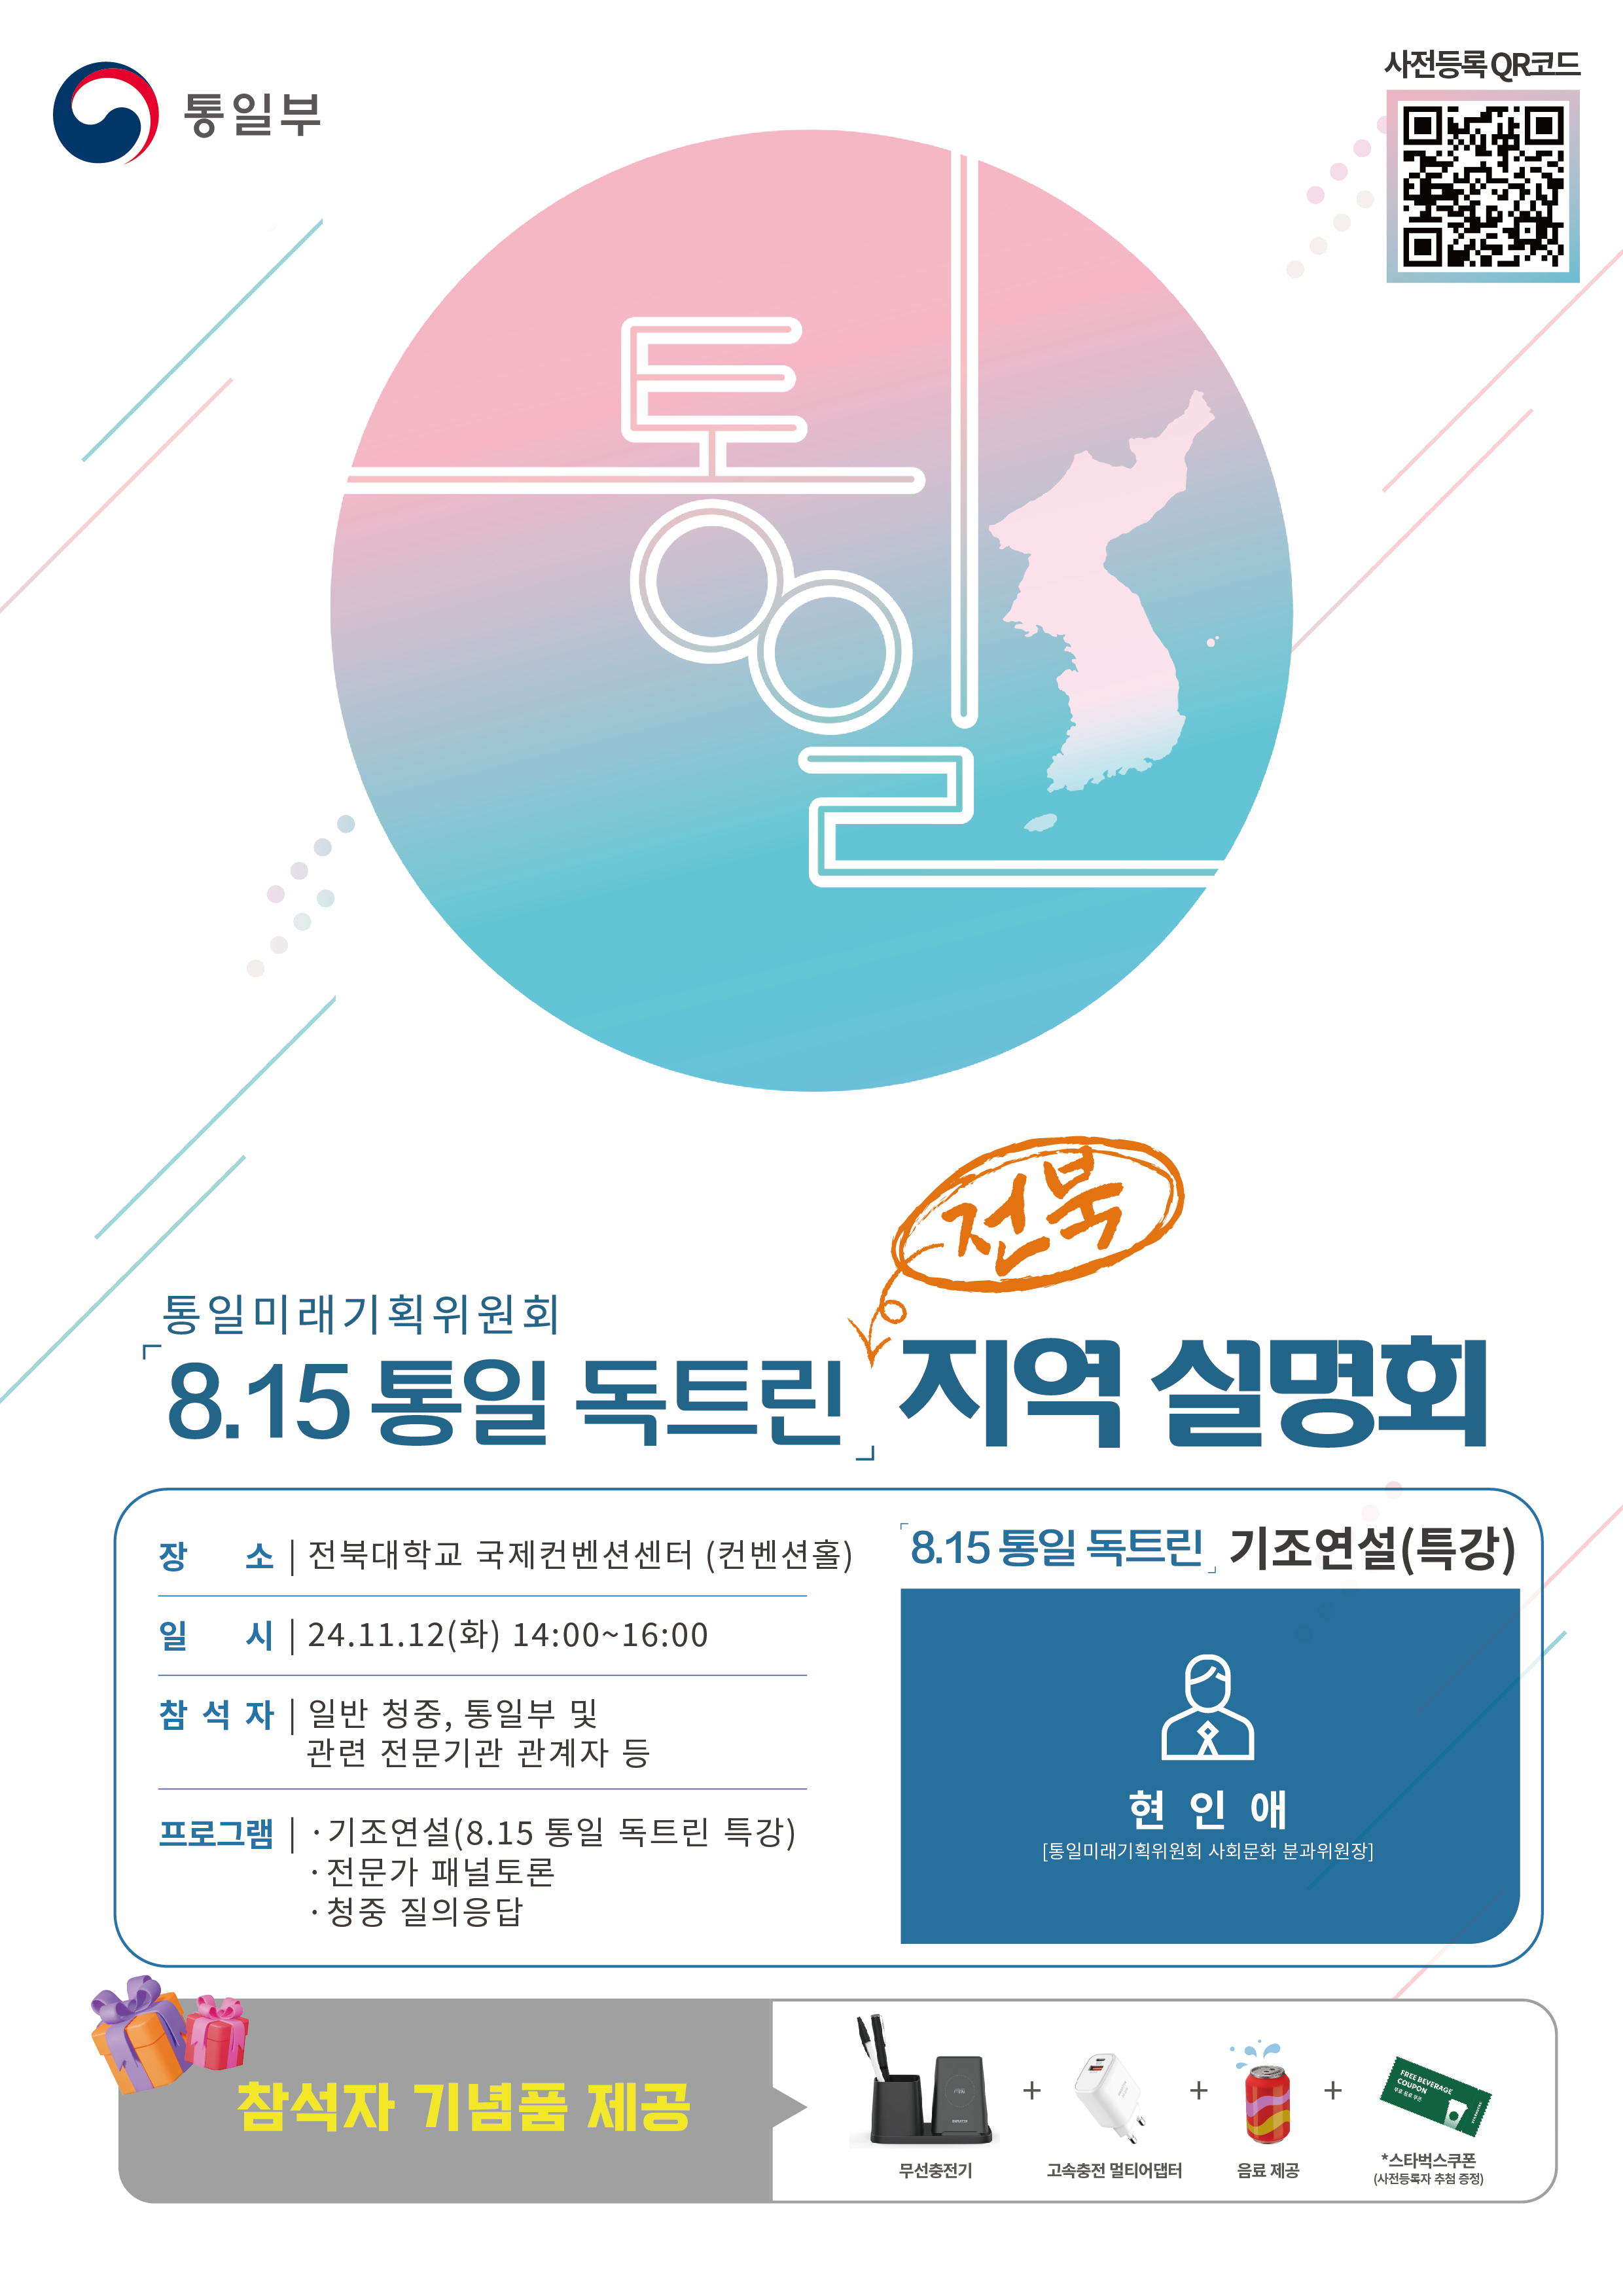 통일부
사전등록 QR코드
통일
전북
통일미래기획위원회
「8.15 통일 독트린」 지역 설명회
장 소 | 전북대학교 국제컨벤션센터 (컨벤션홀)
일 시 | 24.11.12(화) 14:00~16:00
참 석 자 | 일반 청중, 통일부 및
관련 전문기관 관계자 등
프로그램 | · 기조연설(8.15 통일 독트린 특강)
· 전문가 패널토론
· 청중 질의응답
「8.15 통일 독트린」 기조연설(특강)
현 인 애
[통일미래기획위원회 사회문화 분과위원장]
참석자 기념품 제공
무선충전기
+
고속충전 멀티어댑터
+
음료 제공
+
FREE BEVERAGE
COUPON
무료 음료 쿠폰
*스타벅스쿠폰
(사전등록자 추첨 증정)